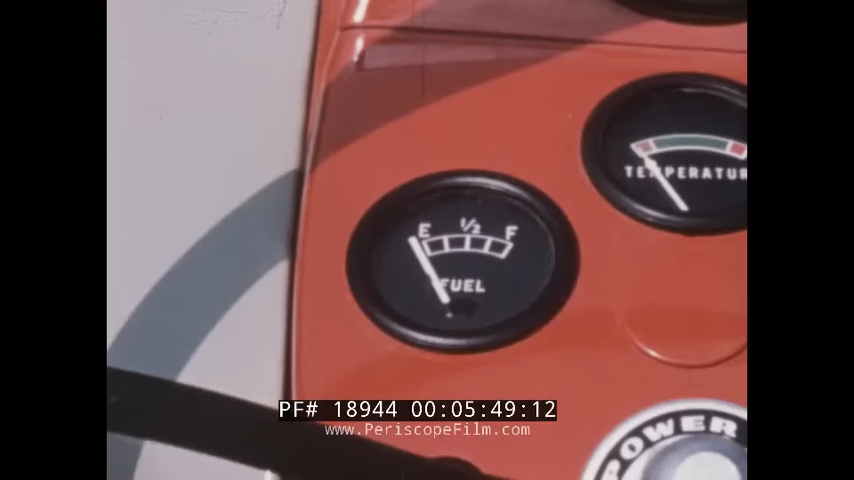 TEMPERATUR
E 1/2 F
FUEL
POWER
PF# 18944 00:05:49:12
www.PeriscopeFilm.com